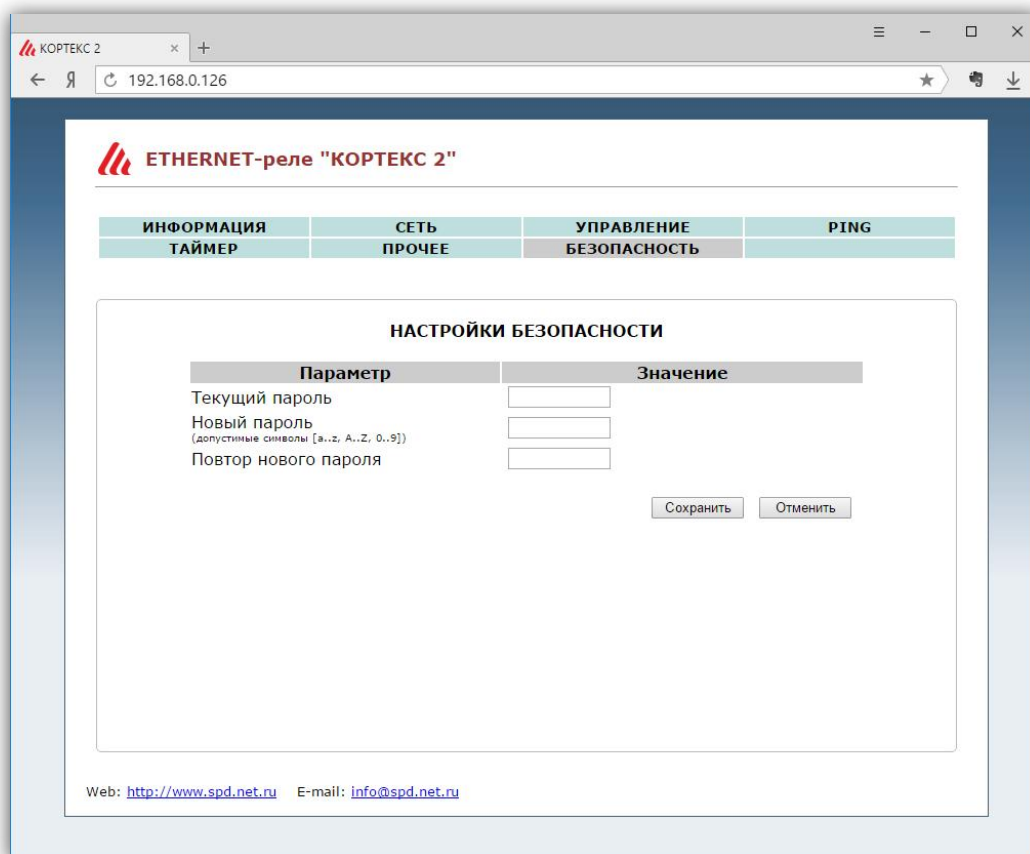 КОРТЕКС 2
Я
192.168.0.126
ETHERNET-реле "КОРТЕКС 2"
ИНФОРМАЦИЯ СЕТЬ УПРАВЛЕНИЕ PING
ТАЙМЕР ПРОЧЕЕ БЕЗОПАСНОСТЬ
НАСТРОЙКИ БЕЗОПАСНОСТИ
Параметр Значение
Текущий пароль
Новый пароль
(допустимые символы [a..z, A..Z, 0..9])
Повтор нового пароля
Сохранить Отменить
Web: http://www.spd.net.ru E-mail: info@spd.net.ru